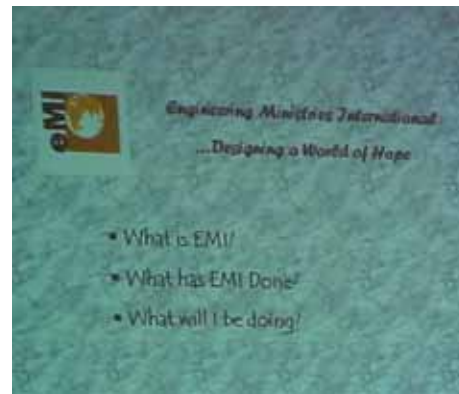 eMI
Engineering Ministries International
...Designing a World of Hope
• What is EMI?
• What has EMI Done?
• What will I be doing?